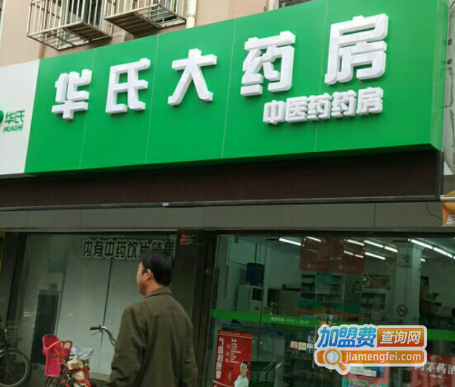 华氏大药房
中医药药房
华氏
HUASHI
内有中药饮片销售
加盟费查询网
jiamengfei.com